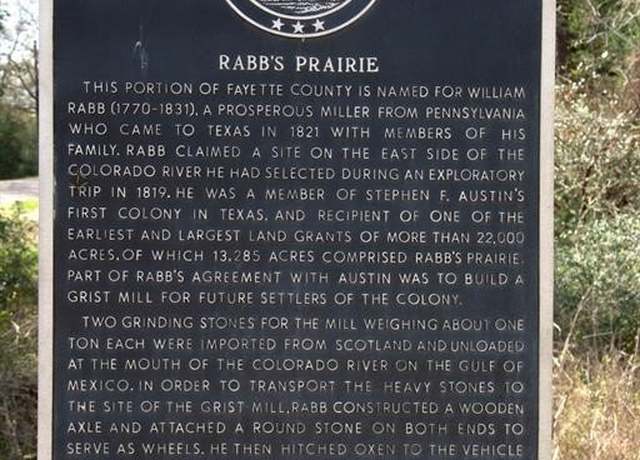 RABB'S PRAIRIE
THIS PORTION OF FAYETTE COUNTY IS NAMED FOR WILLIAM
RABB (1770-1831), A PROSPEROUS MILLER FROM PENNSYLVANIA
WHO CAME TO TEXAS IN 1821 WITH MEMBERS OF HIS
FAMILY. RABB CLAIMED A SITE ON THE EAST SIDE OF THE
COLORADO RIVER HE HAD SELECTED DURING AN EXPLORATORY
TRIP IN 1819. HE WAS A MEMBER OF STEPHEN F. AUSTIN'S
FIRST COLONY IN TEXAS, AND RECIPIENT OF ONE OF THE
EARLIEST AND LARGEST LAND GRANTS OF MORE THAN 22,000
ACRES, OF WHICH 13,285 ACRES COMPRISED RABB'S PRAIRIE.
PART OF RABB'S AGREEMENT WITH AUSTIN WAS TO BUILD A
GRIST MILL FOR FUTURE SETTLERS OF THE COLONY.
TWO GRINDING STONES FOR THE MILL WEIGHING ABOUT ONE
TON EACH WERE IMPORTED FROM SCOTLAND AND UNLOADED
AT THE MOUTH OF THE COLORADO RIVER ON THE GULF OF
MEXICO. IN ORDER TO TRANSPORT THE HEAVY STONES TO
THE SITE OF THE GRIST MILL, RABB CONSTRUCTED A WOODEN
AXLE AND ATTACHED A ROUND STONE ON BOTH ENDS TO
SERVE AS WHEELS. HE THEN HITCHED OXEN TO THE VEHICLE